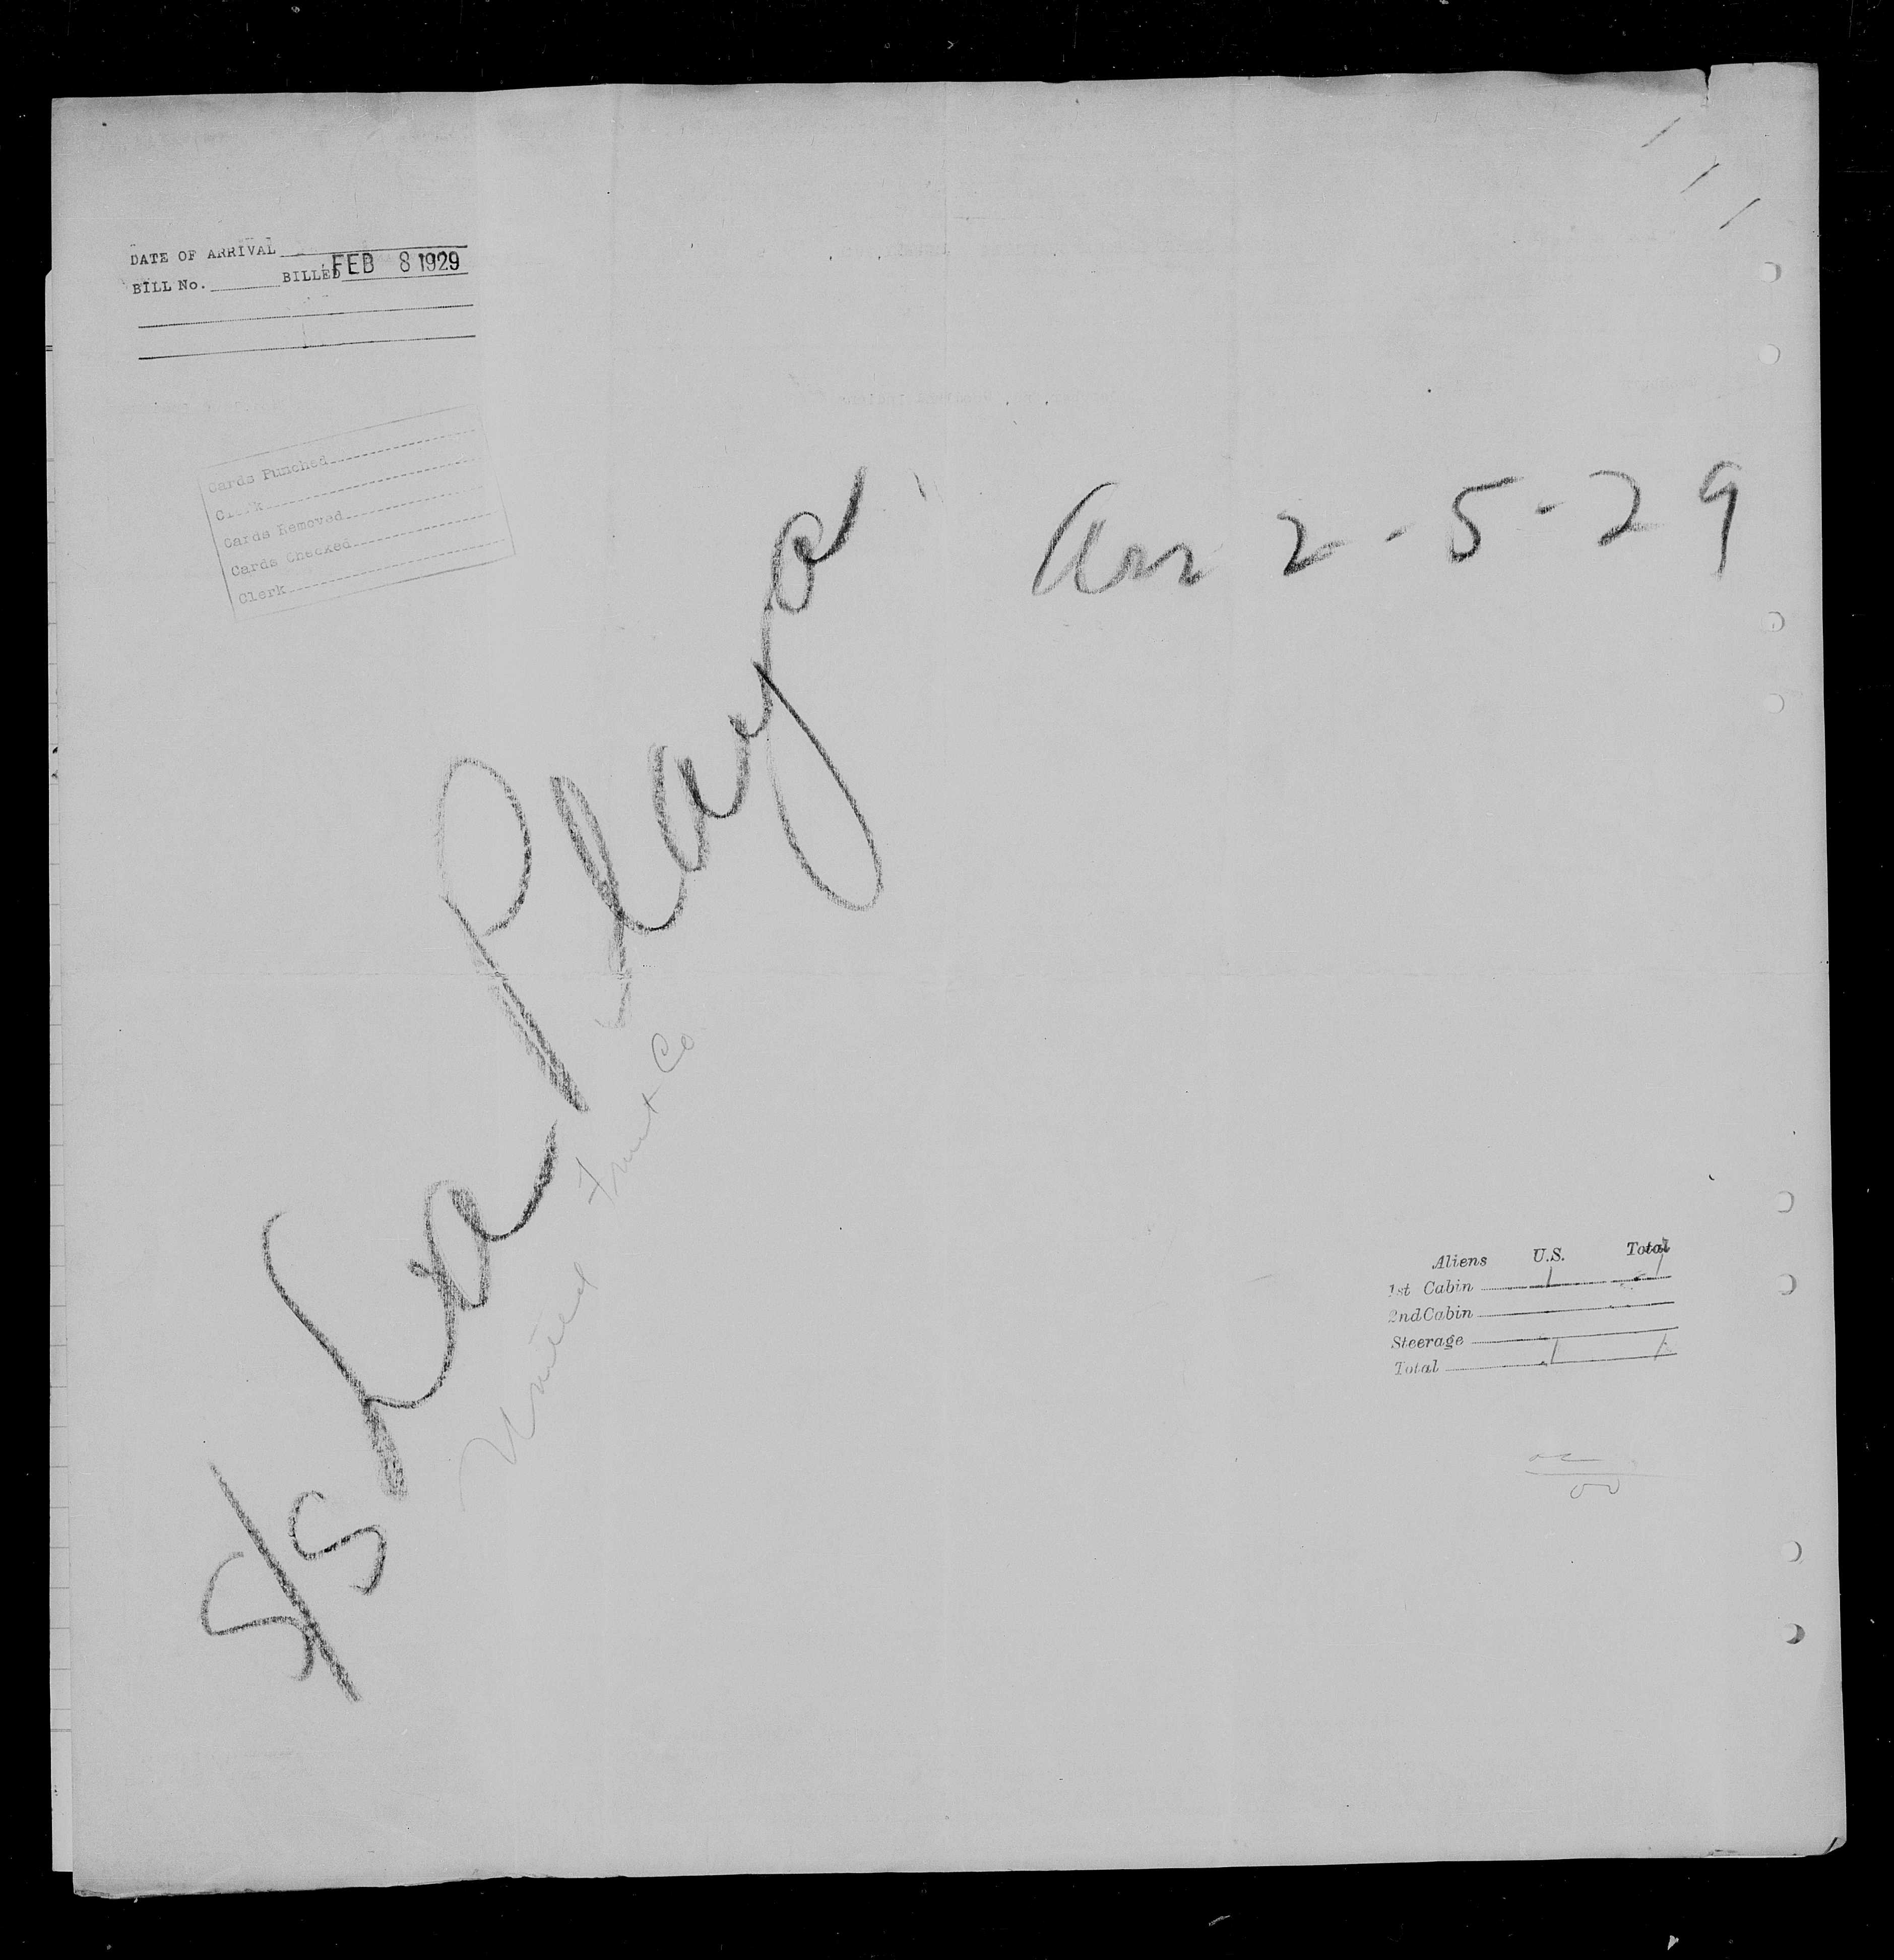 DATE OF ARRIVAL
BILL No. BILLED FEB 8 1929
Cards Punched
Clerk
Cards Removed
Cards Checked
Clerk
Arr 2-5-29
S/S La Playa
United Fruit Co
Aliens U.S. Total
1st Cabin 1 1
2nd Cabin
Steerage
Total 1 1